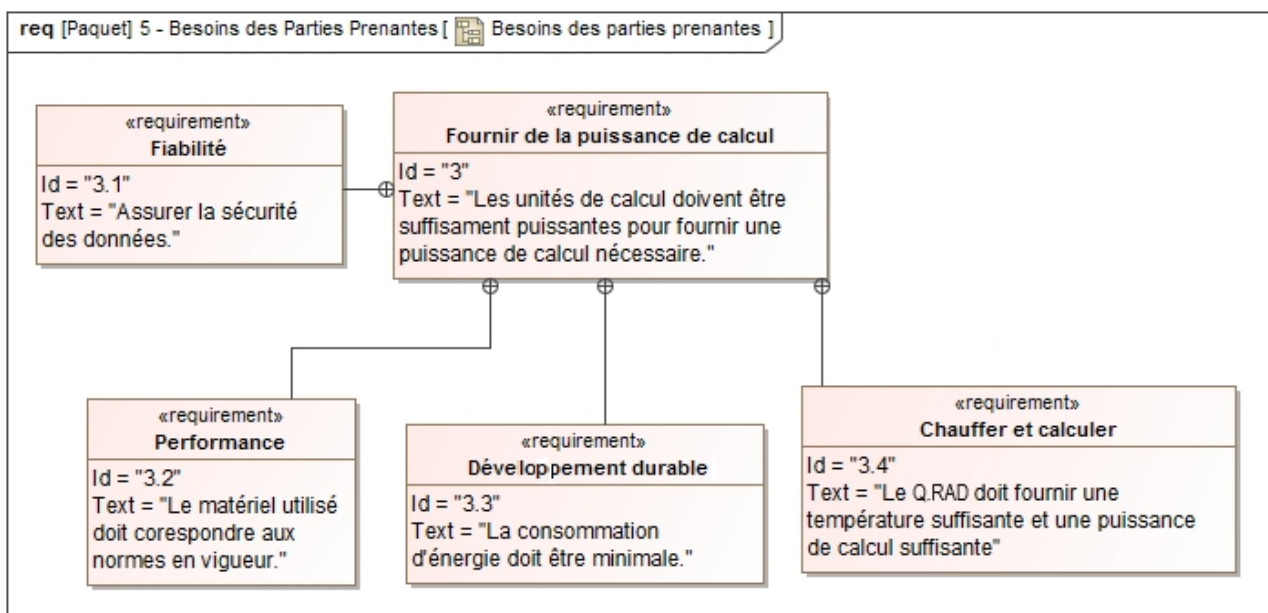 req [Paquet] 5 - Besoins des Parties Prenantes [ Besoins des parties prenantes ]
«requirement»
Fiabilité
Id = "3.1"
Text = "Assurer la sécurité
des données."
«requirement»
Fournir de la puissance de calcul
Id = "3"
Text = "Les unités de calcul doivent être
suffisament puissantes pour fournir une
puissance de calcul nécessaire."
«requirement»
Performance
Id = "3.2"
Text = "Le matériel utilisé
doit corespondre aux
normes en vigueur."
«requirement»
Développement durable
Id = "3.3"
Text = "La consommation
d'énergie doit être minimale."
«requirement»
Chauffer et calculer
Id = "3.4"
Text = "Le Q.RAD doit fournir une
température suffisante et une puissance
de calcul suffisante"